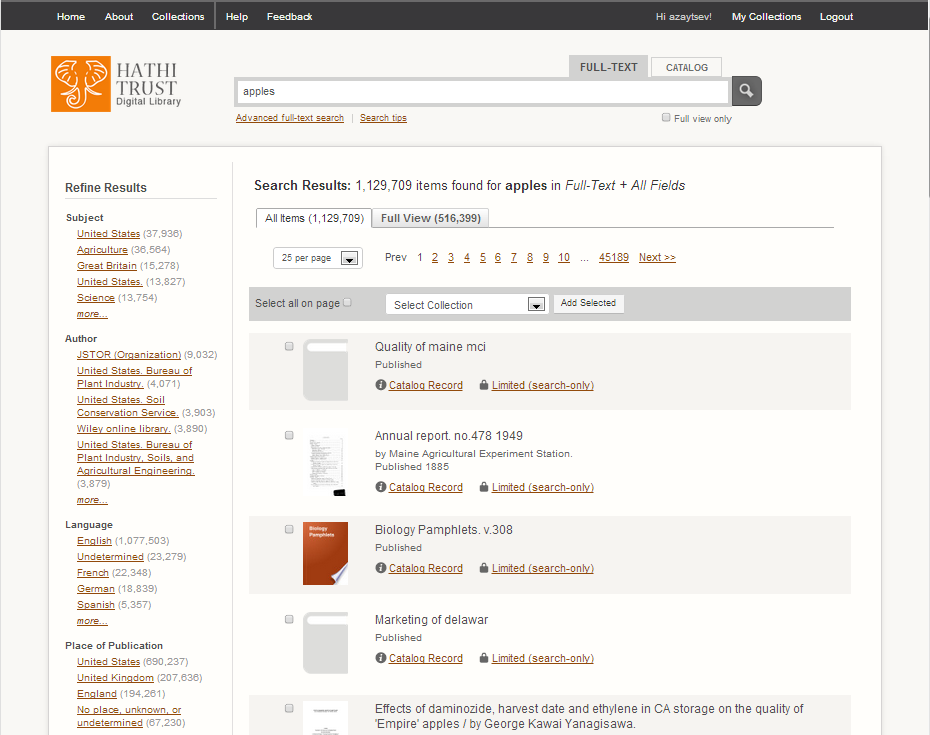 Home About Collections Help Feedback Hi azaytsev! My Collections Logout
HATHI
TRUST
Digital Library
FULL-TEXT CATALOG
apples
Advanced full-text search | Search tips Full view only
Refine Results
Subject
United States (37,936)
Agriculture (36,564)
Great Britain (15,278)
United States. (13,827)
Science (13,754)
more...
Author
JSTOR (Organization) (9,032)
United States. Bureau of
Plant Industry. (4,071)
United States. Soil
Conservation Service. (3,903)
Wiley online library. (3,890)
United States. Bureau of
Plant Industry, Soils, and
Agricultural Engineering.
(3,879)
more...
Language
English (1,077,503)
Undetermined (23,279)
French (22,348)
German (18,839)
Spanish (5,357)
more...
Place of Publication
United States (690,237)
United Kingdom (207,636)
England (194,261)
No place, unknown, or
undetermined (67,230)
Search Results: 1,129,709 items found for apples in Full-Text + All Fields
All Items (1,129,709) Full View (516,399)
25 per page Prev 1 2 3 4 5 6 7 8 9 10 ... 45189 Next >>
Select all on page Select Collection Add Selected
Quality of maine mci
Published
Catalog Record Limited (search-only)
Annual report. no.478 1949
by Maine Agricultural Experiment Station.
Published 1885
Catalog Record Limited (search-only)
Biology
Pamphlets
Biology Pamphlets. v.308
Published
Catalog Record Limited (search-only)
Marketing of delawar
Published
Catalog Record Limited (search-only)
Effects of daminozide, harvest date and ethylene in CA storage on the quality of
'Empire' apples / by George Kawai Yanagisawa.